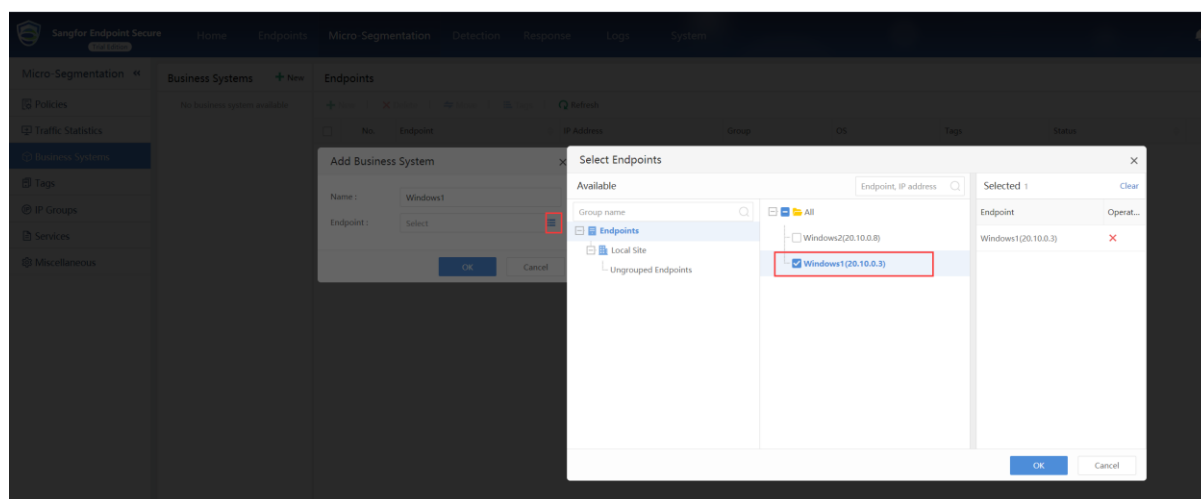 Sangfor Endpoint Secure
Trial Edition
Home Endpoints Micro-Segmentation Detection Response Logs System
Micro-Segmentation
Policies
Traffic Statistics
Business Systems
Tags
IP Groups
Services
Miscellaneous
Business Systems + New
No business system available
Endpoints
+ New Refresh
No. Endpoint IP Address Group OS Tags Status
Add Business System
Name : Windows1
Endpoint : Select
OK Cancel
Select Endpoints
Available Endpoint, IP address
Group name
Endpoints
Local Site
Ungrouped Endpoints
All
Windows2(20.10.0.8)
Windows1(20.10.0.3)
Selected 1 Clear
Endpoint Operat...
Windows1(20.10.0.3)
OK Cancel